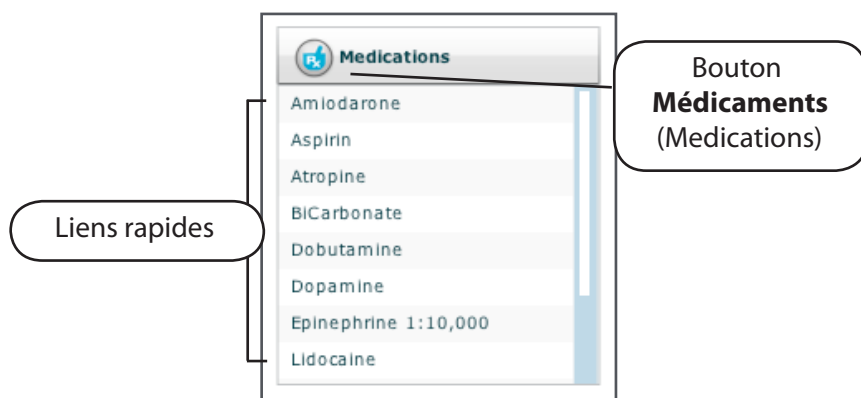 Medications
Amiodarone
Aspirin
Atropine
BiCarbonate
Dobutamine
Dopamine
Epinephrine 1:10,000
Lidocaine
Liens rapides
Bouton
Médicaments
(Medications)